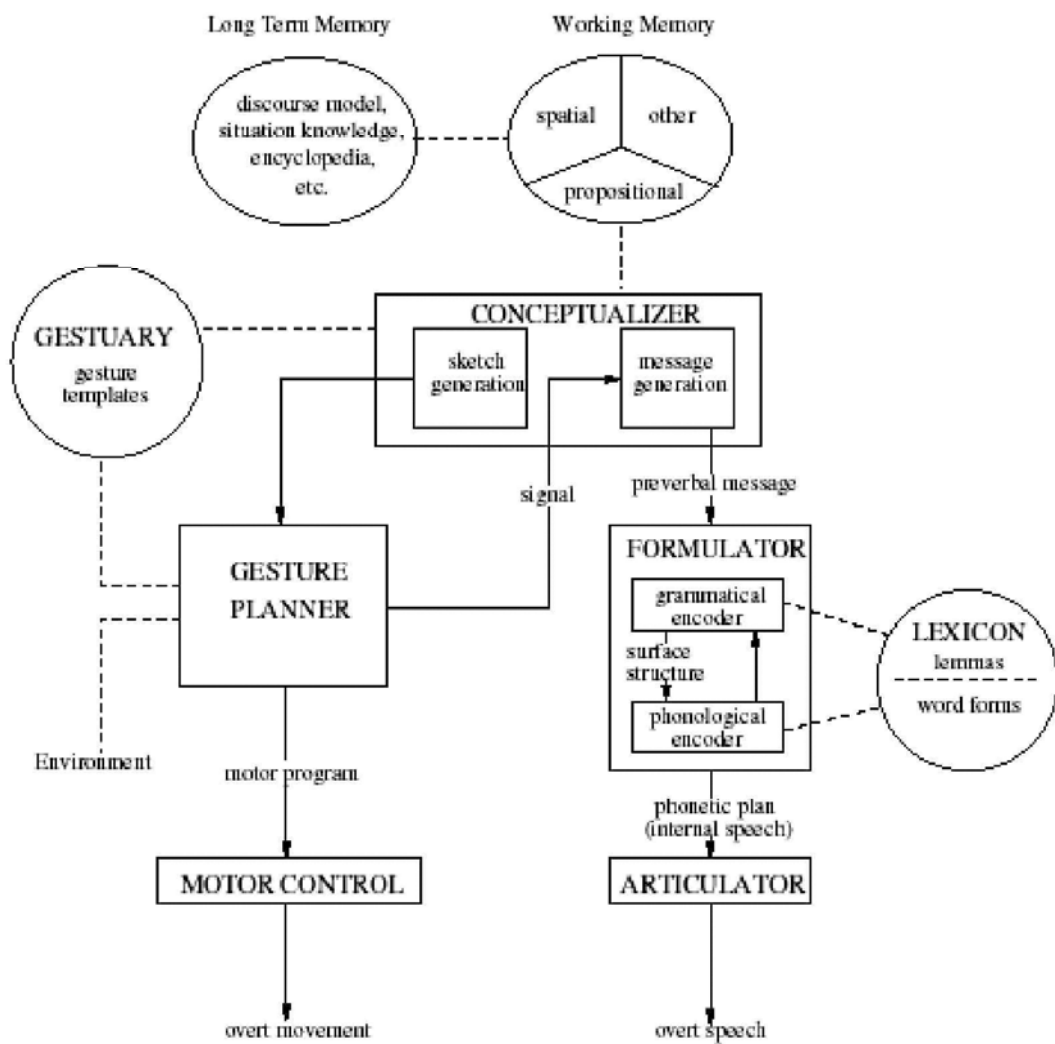 Long Term Memory
Working Memory
discourse model,
situation knowledge,
encyclopedia,
etc.
spatial
other
propositional
CONCEPTUALIZER
sketch
generation
message
generation
GESTUARY
gesture
templates
signal
preverbal message
GESTURE
PLANNER
FORMULATOR
grammatical
encoder
surface
structure
phonological
encoder
LEXICON
lemmas
word forms
Environment
motor program
phonetic plan
(internal speech)
MOTOR CONTROL
ARTICULATOR
overt movement
overt speech